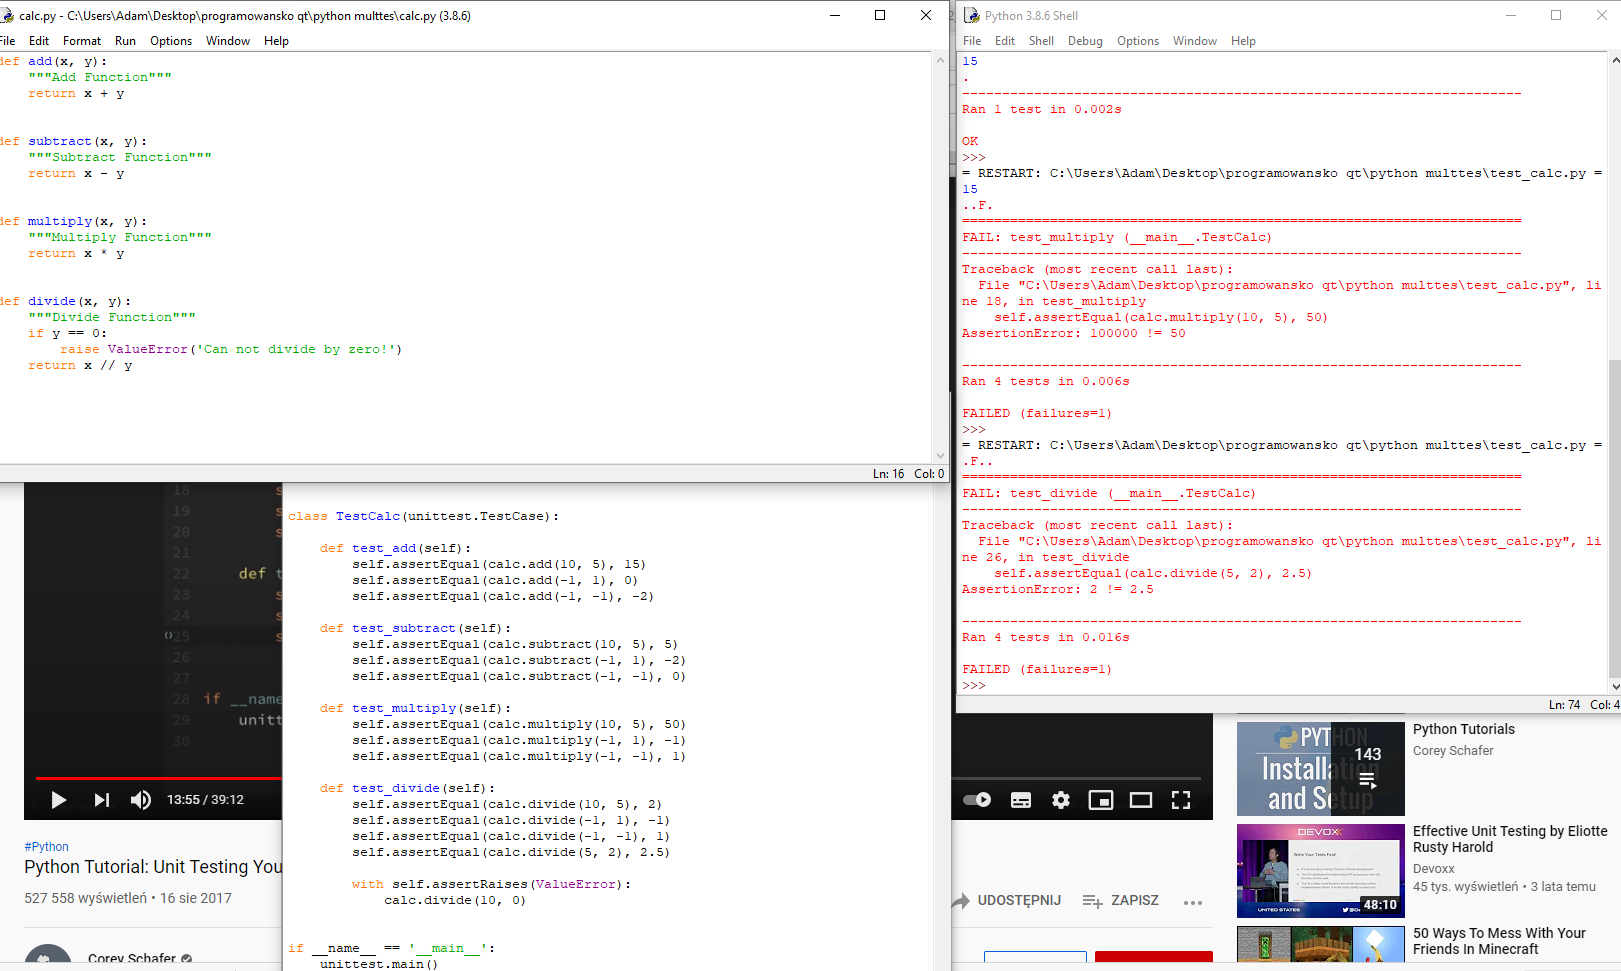 calc.py - C:\Users\Adam\Desktop\programowansko qt\python multtes\calc.py (3.8.6)
File Edit Format Run Options Window Help
def add(x, y):
    """Add Function"""
    return x + y
def subtract(x, y):
    """Subtract Function"""
    return x - y
def multiply(x, y):
    """Multiply Function"""
    return x * y
def divide(x, y):
    """Divide Function"""
    if y == 0:
        raise ValueError('Can not divide by zero!')
    return x // y
Ln: 16 Col: 0
Python 3.8.6 Shell
File Edit Shell Debug Options Window Help
15
.
----------------------------------------------------------------------
Ran 1 test in 0.002s
OK
>>>
= RESTART: C:\Users\Adam\Desktop\programowansko qt\python multtes\test_calc.py =
15
..F.
======================================================================
FAIL: test_multiply (__main__.TestCalc)
----------------------------------------------------------------------
Traceback (most recent call last):
  File "C:\Users\Adam\Desktop\programowansko qt\python multtes\test_calc.py", li
ne 18, in test_multiply
    self.assertEqual(calc.multiply(10, 5), 50)
AssertionError: 100000 != 50
----------------------------------------------------------------------
Ran 4 tests in 0.006s
FAILED (failures=1)
>>>
= RESTART: C:\Users\Adam\Desktop\programowansko qt\python multtes\test_calc.py =
.F..
======================================================================
FAIL: test_divide (__main__.TestCalc)
----------------------------------------------------------------------
Traceback (most recent call last):
  File "C:\Users\Adam\Desktop\programowansko qt\python multtes\test_calc.py", li
ne 26, in test_divide
    self.assertEqual(calc.divide(5, 2), 2.5)
AssertionError: 2 != 2.5
----------------------------------------------------------------------
Ran 4 tests in 0.016s
FAILED (failures=1)
>>>
Ln: 74 Col: 4
class TestCalc(unittest.TestCase):
    def test_add(self):
        self.assertEqual(calc.add(10, 5), 15)
        self.assertEqual(calc.add(-1, 1), 0)
        self.assertEqual(calc.add(-1, -1), -2)
    def test_subtract(self):
        self.assertEqual(calc.subtract(10, 5), 5)
        self.assertEqual(calc.subtract(-1, 1), -2)
        self.assertEqual(calc.subtract(-1, -1), 0)
    def test_multiply(self):
        self.assertEqual(calc.multiply(10, 5), 50)
        self.assertEqual(calc.multiply(-1, 1), -1)
        self.assertEqual(calc.multiply(-1, -1), 1)
    def test_divide(self):
        self.assertEqual(calc.divide(10, 5), 2)
        self.assertEqual(calc.divide(-1, 1), -1)
        self.assertEqual(calc.divide(-1, -1), 1)
        self.assertEqual(calc.divide(5, 2), 2.5)
        with self.assertRaises(ValueError):
            calc.divide(10, 0)
if __name__ == '__main__':
    unittest.main()
18 s
19 s
20 s
21
22 def t
23 s
24 s
25 s
26
27
28 if __name
29 unitt
30
13:55 / 39:12
#Python
Python Tutorial: Unit Testing You
527 558 wyświetleń • 16 sie 2017
Corey Schafer
UDOSTĘPNIJ
ZAPISZ
PYTHON
Installation
and Setup
143
Python Tutorials
Corey Schafer
DEVOXX
Write Your Tests First!
UNITED STATES
48:10
Effective Unit Testing by Eliotte
Rusty Harold
Devoxx
45 tys. wyświetleń • 3 lata temu
50 Ways To Mess With Your
Friends In Minecraft